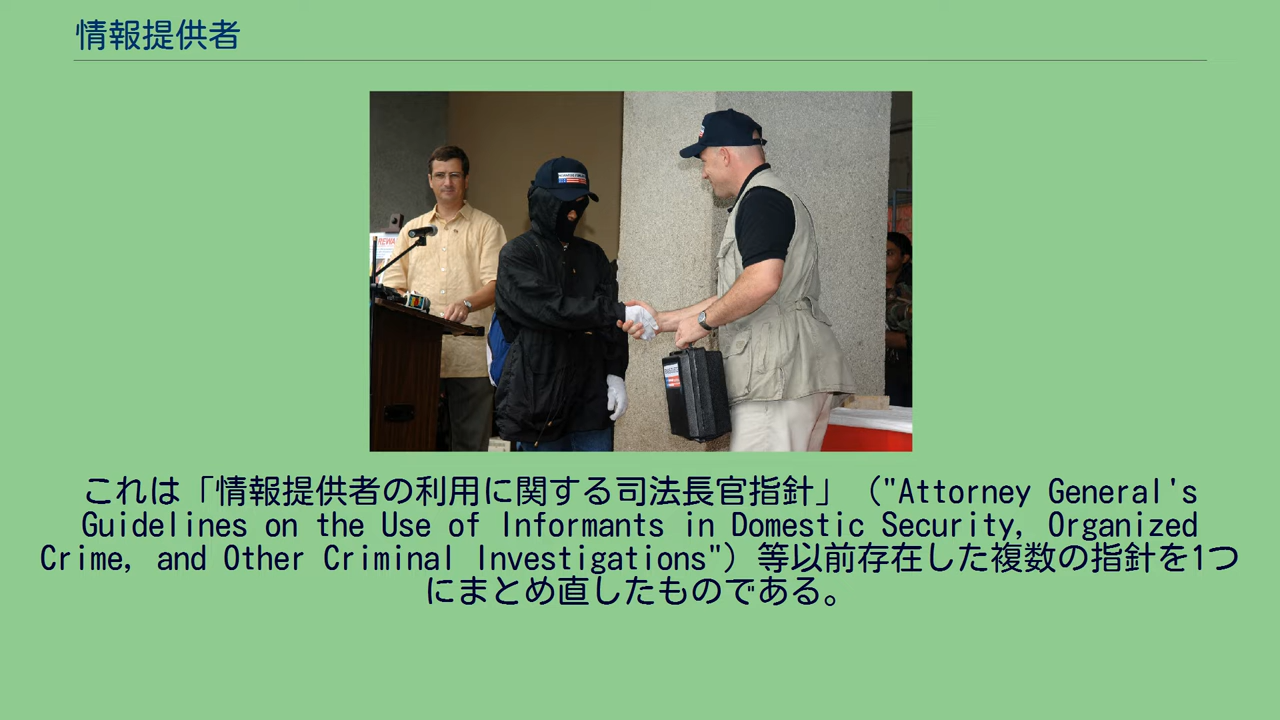 情報提供者
REWA
これは「情報提供者の利用に関する司法長官指針」（"Attorney General's
Guidelines on the Use of Informants in Domestic Security, Organized
Crime, and Other Criminal Investigations"）等以前存在した複数の指針を1つ
にまとめ直したものである。